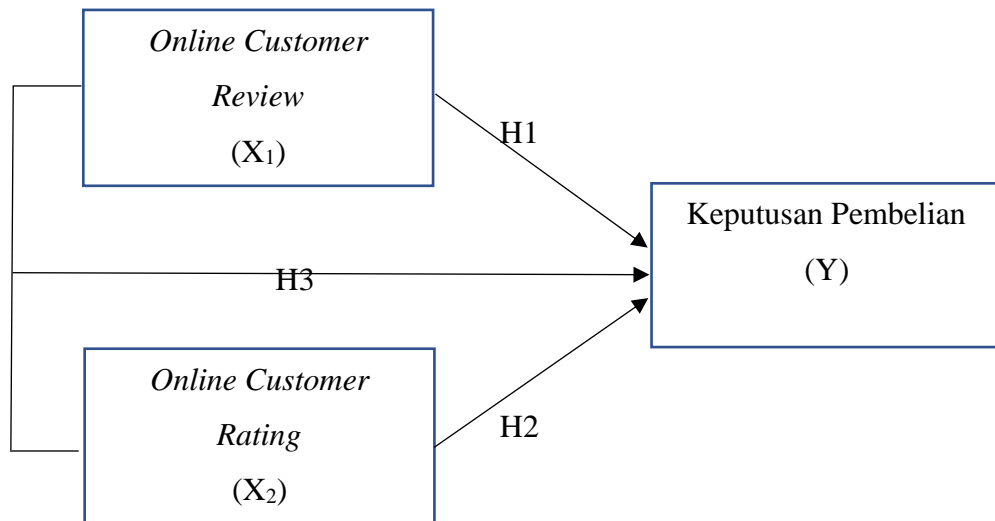 Online Customer
Review
(X₁)
H1
Keputusan Pembelian
(Y)
H3
Online Customer
Rating
(X₂)
H2